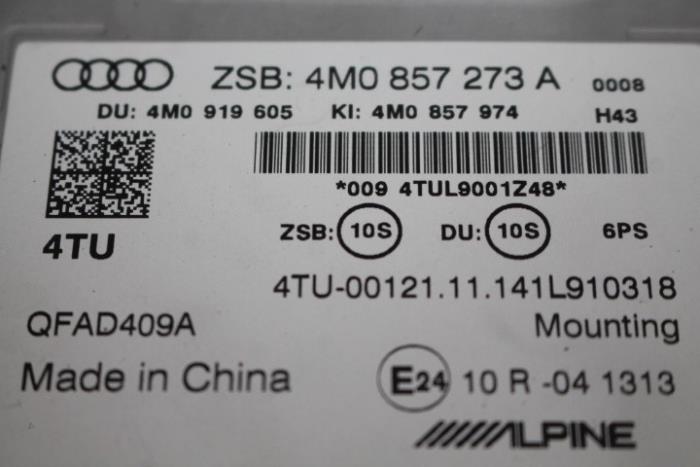 ZSB: 4M0 857 273 A 0008
DU: 4M0 919 605 KI: 4M0 857 974 H43
*009 4TUL9001Z48*
4TU ZSB: 10S DU: 10S 6PS
4TU-00121.11.141L910318
QFAD409A Mounting
Made in China E24 10 R -04 1313
ALPINE